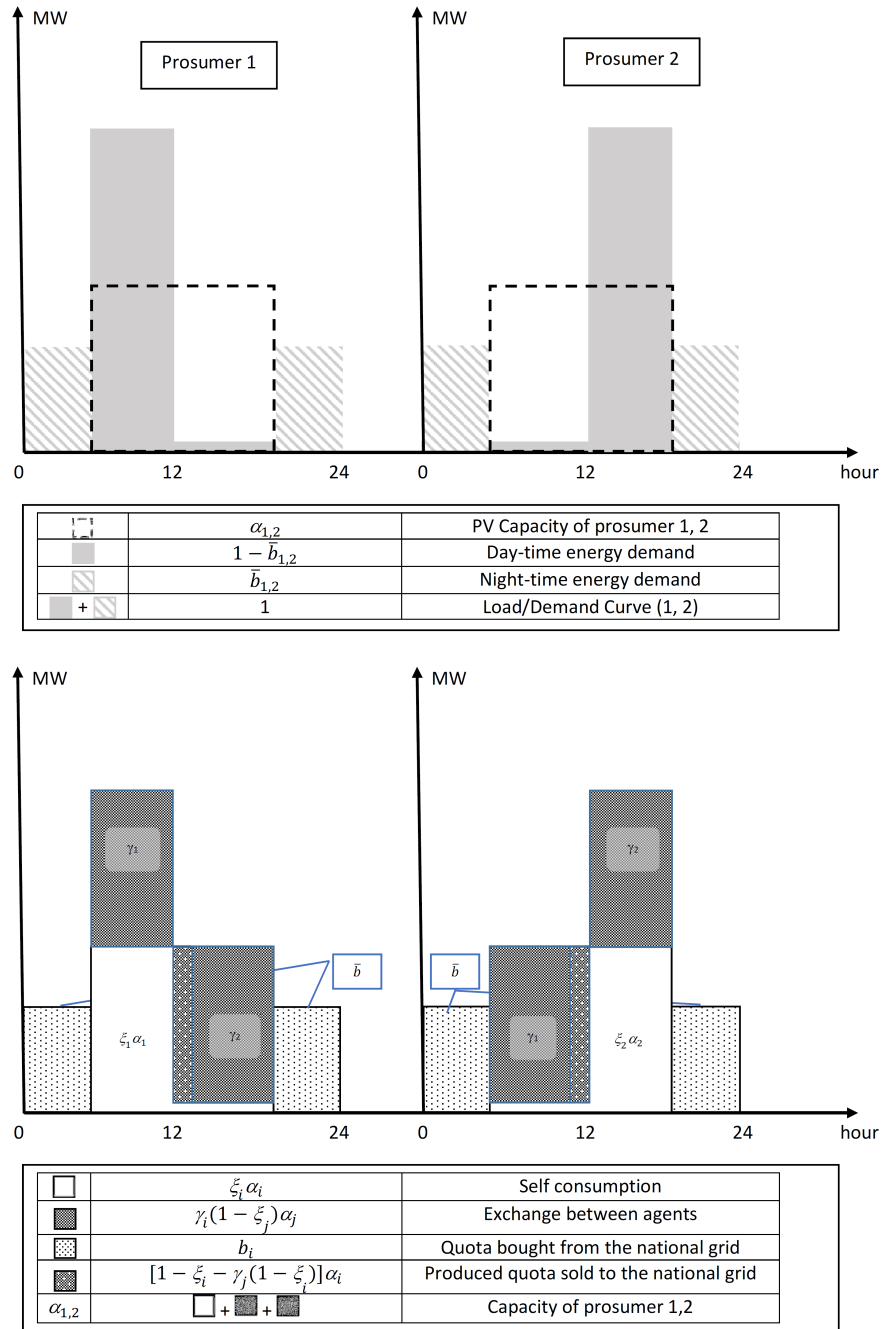 MW MW
Prosumer 1 Prosumer 2
0 12 24 0 12 24 hour
α₁,₂ PV Capacity of prosumer 1, 2
1 − b̄₁,₂ Day-time energy demand
b̄₁,₂ Night-time energy demand
+ 1 Load/Demand Curve (1, 2)
MW MW
γ₁ γ₂
b̄ b̄
ξ₁α₁ γ₂ γ₁ ξ₂α₂
0 12 24 0 12 24 hour
ξᵢαᵢ Self consumption
γᵢ(1 − ξⱼ)αⱼ Exchange between agents
bᵢ Quota bought from the national grid
[1 − ξᵢ − γⱼ(1 − ξᵢ)]αᵢ Produced quota sold to the national grid
α₁,₂ + + Capacity of prosumer 1,2